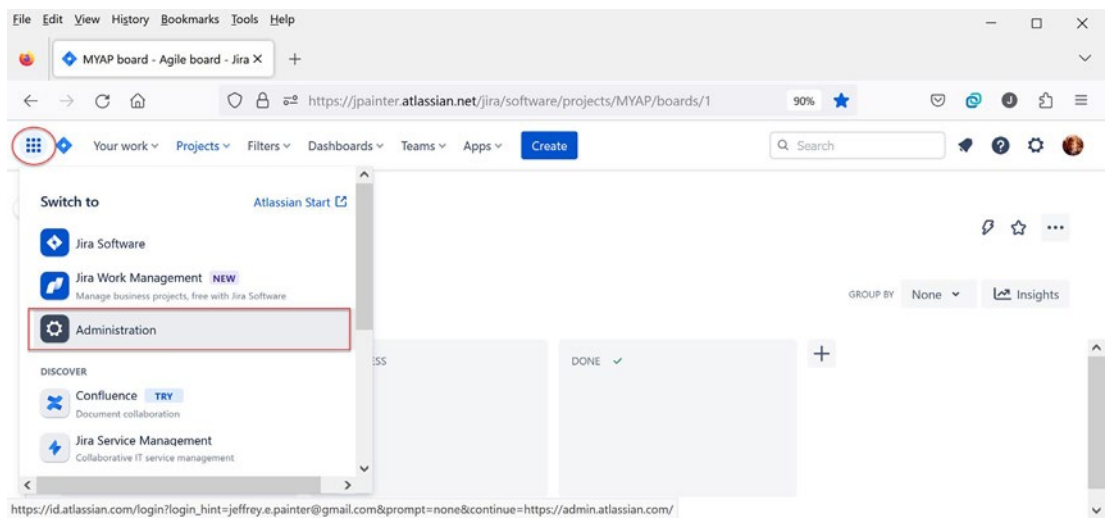 File Edit View History Bookmarks Tools Help
MYAP board - Agile board - Jira
https://jpainter.atlassian.net/jira/software/projects/MYAP/boards/1 90% J
Your work Projects Filters Dashboards Teams Apps Create Search
Switch to Atlassian Start
Jira Software
Jira Work Management NEW
Manage business projects, free with Jira Software
GROUP BY None Insights
Administration
DISCOVER
ESS DONE
Confluence TRY
Document collaboration
Jira Service Management
Collaborative IT service management
https://id.atlassian.com/login?login_hint=jeffrey.e.painter@gmail.com&prompt=none&continue=https://admin.atlassian.com/